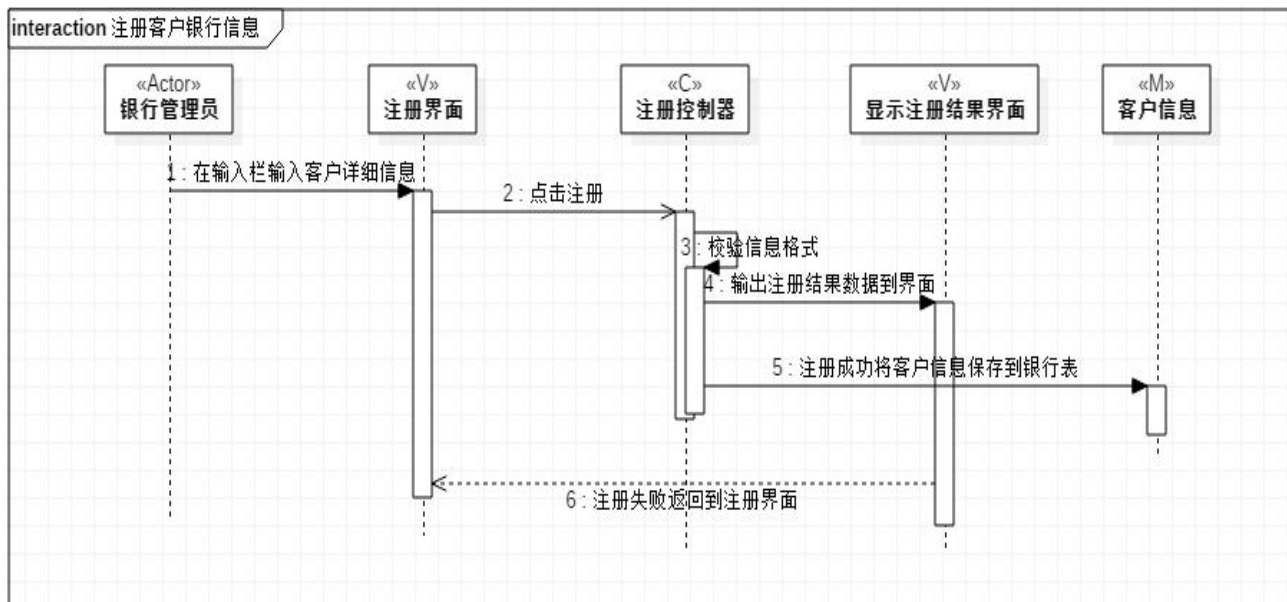 interaction 注册客户银行信息
«Actor»
银行管理员
«V»
注册界面
«C»
注册控制器
«V»
显示注册结果界面
«M»
客户信息
1 : 在输入栏输入客户详细信息
2 : 点击注册
3 : 校验信息格式
4 : 输出注册结果数据到界面
5 : 注册成功将客户信息保存到银行表
6 : 注册失败返回到注册界面